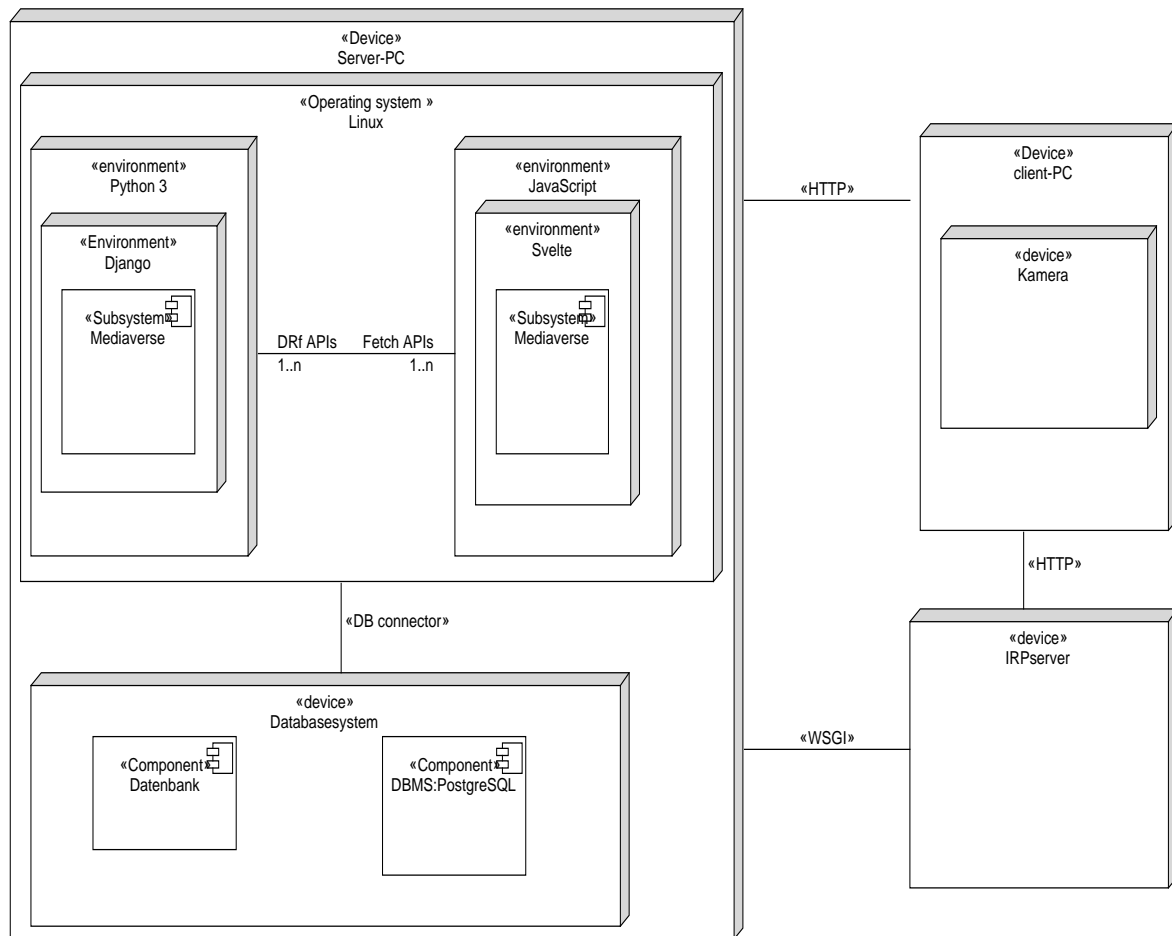 «Device»
Server-PC
«Operating system »
Linux
«environment»
Python 3
«Environment»
Django
«Subsystem»
Mediaverse
DRf APIs
1..n
Fetch APIs
1..n
«environment»
JavaScript
«environment»
Svelte
«Subsystem»
Mediaverse
«DB connector»
«device»
Databasesystem
«Component»
Datenbank
«Component»
DBMS:PostgreSQL
«HTTP»
«Device»
client-PC
«device»
Kamera
«HTTP»
«device»
IRPserver
«WSGI»